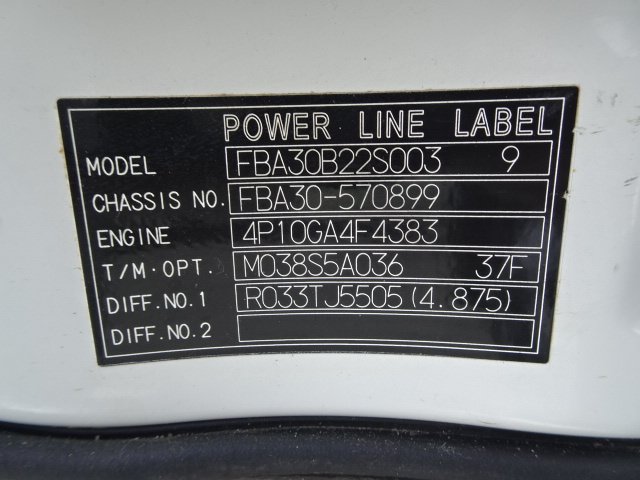 POWER LINE LABEL
MODEL FBA30B22S003 9
CHASSIS NO. FBA30-570899
ENGINE 4P10GA4F4383
T/M·OPT. M038S5A036 37F
DIFF.NO.1 R033TJ5505(4.875)
DIFF.NO.2